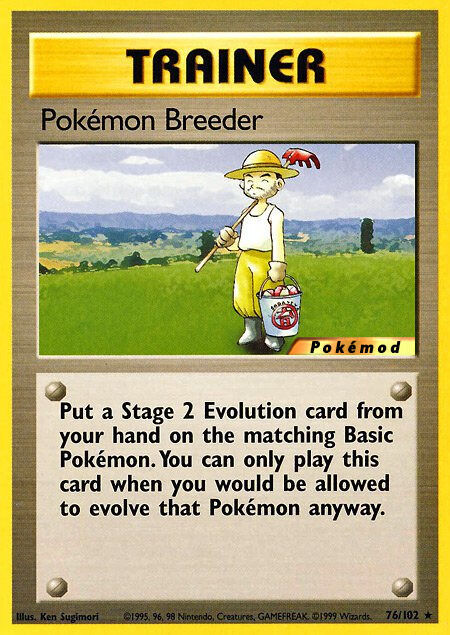 TRAINER
Pokémon Breeder
Pokémod
Put a Stage 2 Evolution card from
your hand on the matching Basic
Pokémon. You can only play this
card when you would be allowed
to evolve that Pokémon anyway.
Illus. Ken Sugimori ©1995, 96, 98 Nintendo, Creatures, GAMEFREAK. ©1999 Wizards. 76/102 ★